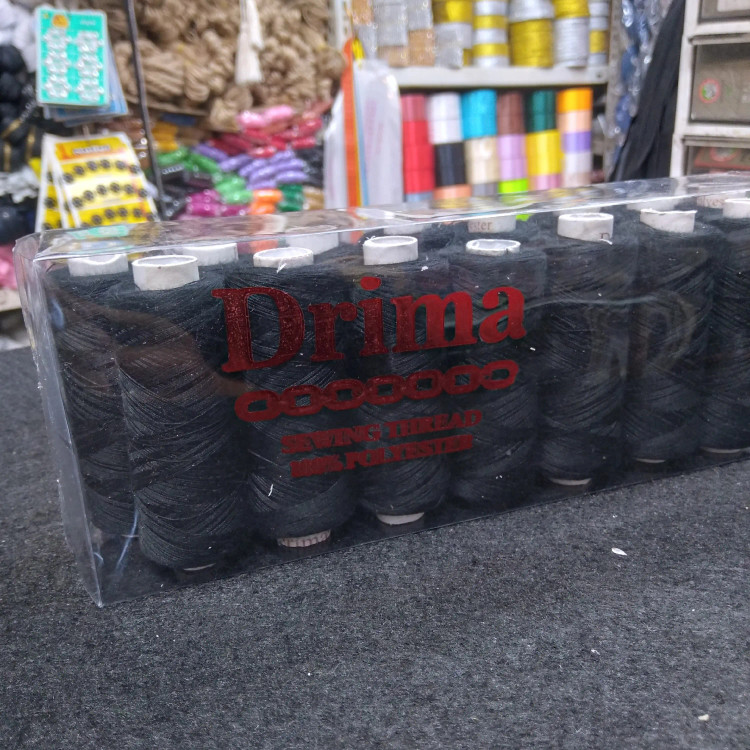 Drima
SEWING THREAD
100% POLYESTER